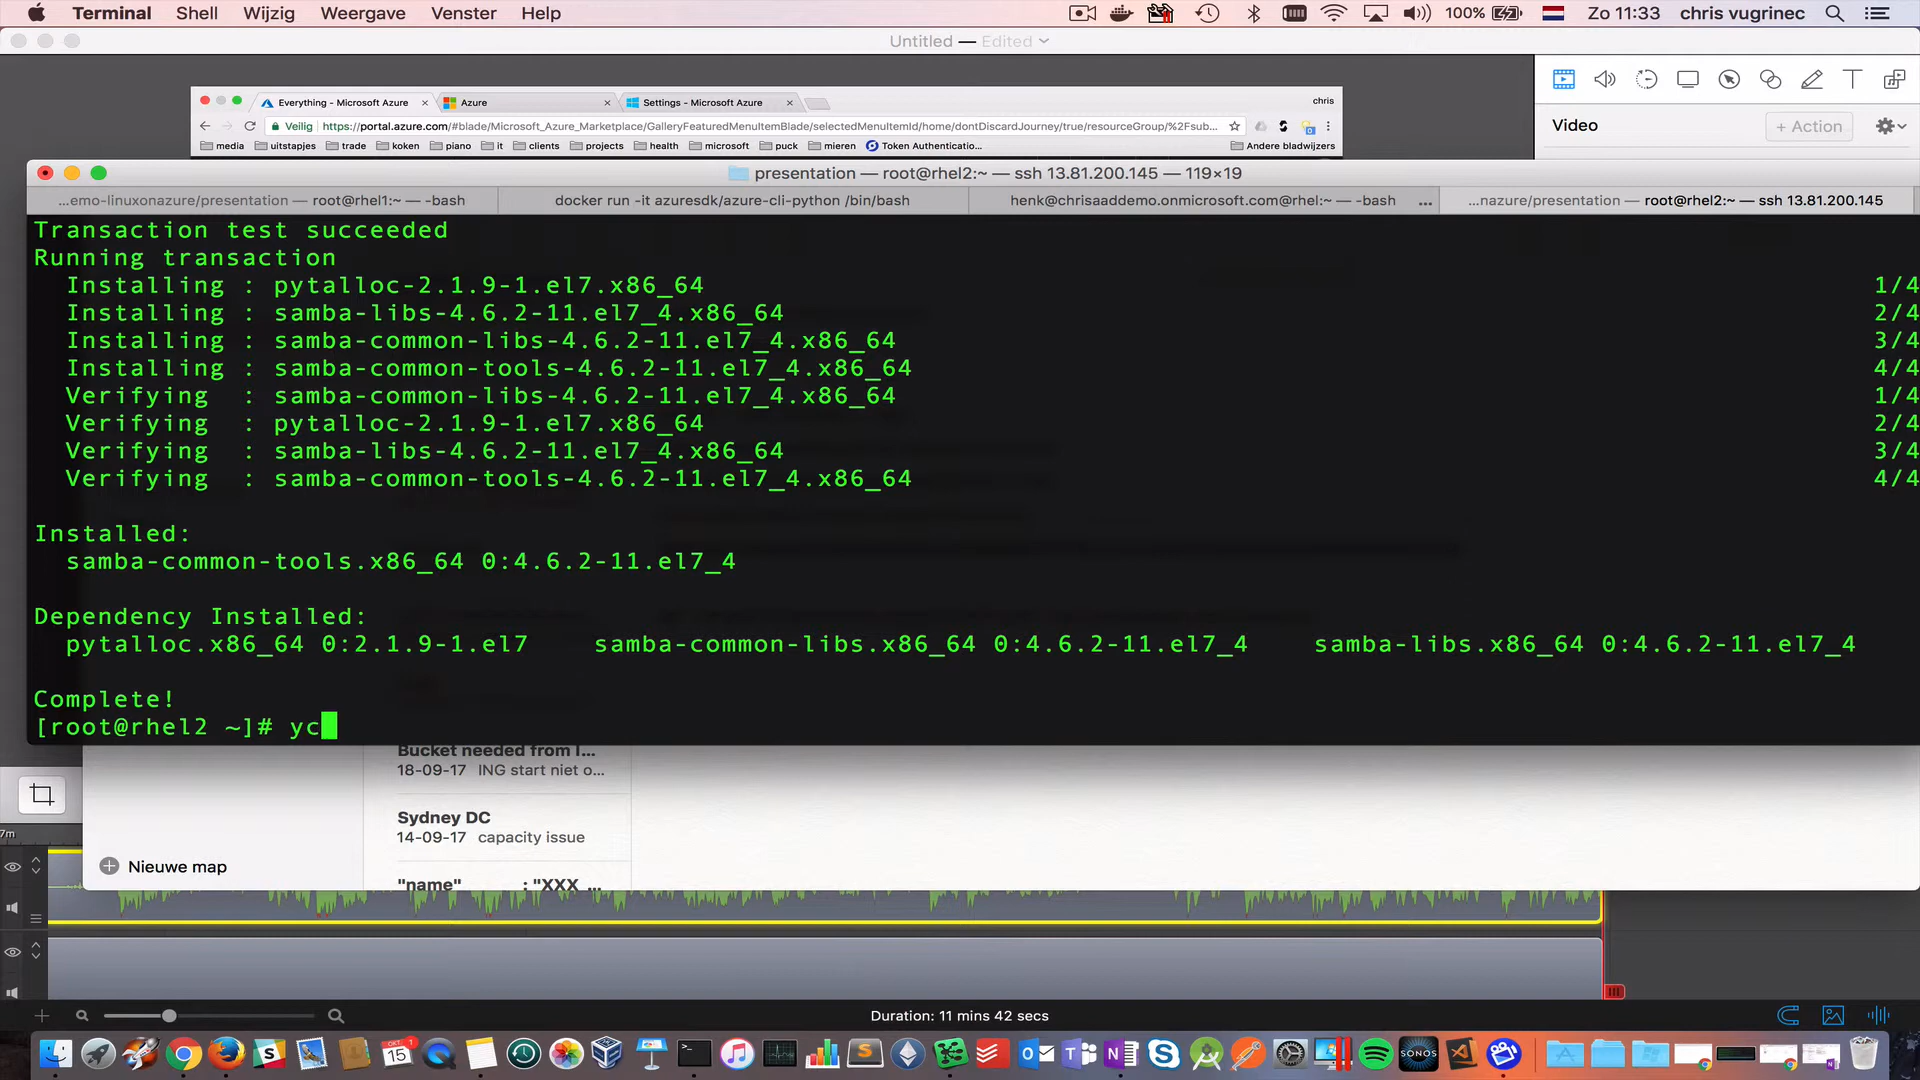 Terminal Shell Wijzig Weergave Venster Help 100% Zo 11:33 chris vugrinec
Untitled — Edited
Everything - Microsoft Azure Azure Settings - Microsoft Azure chris
Veilig https://portal.azure.com/#blade/Microsoft_Azure_Marketplace/GalleryFeaturedMenuItemBlade/selectedMenuItemId/home/dontDiscardJourney/true/resourceGroup/%2Fsub...
media uitstapjes trade koken piano it clients projects health microsoft puck mieren Token Authenticatio... Andere bladwijzers
Video + Action
presentation — root@rhel2:~ — ssh 13.81.200.145 — 119×19
...emo-linuxonazure/presentation — root@rhel1:~ — -bash docker run -it azuresdk/azure-cli-python /bin/bash henk@chrisaaddemo.onmicrosoft.com@rhel:~ — -bash ... ...nazure/presentation — root@rhel2:~ — ssh 13.81.200.145
Transaction test succeeded
Running transaction
Installing : pytalloc-2.1.9-1.el7.x86_64 1/4
Installing : samba-libs-4.6.2-11.el7_4.x86_64 2/4
Installing : samba-common-libs-4.6.2-11.el7_4.x86_64 3/4
Installing : samba-common-tools-4.6.2-11.el7_4.x86_64 4/4
Verifying : samba-common-libs-4.6.2-11.el7_4.x86_64 1/4
Verifying : pytalloc-2.1.9-1.el7.x86_64 2/4
Verifying : samba-libs-4.6.2-11.el7_4.x86_64 3/4
Verifying : samba-common-tools-4.6.2-11.el7_4.x86_64 4/4
Installed:
samba-common-tools.x86_64 0:4.6.2-11.el7_4
Dependency Installed:
pytalloc.x86_64 0:2.1.9-1.el7 samba-common-libs.x86_64 0:4.6.2-11.el7_4 samba-libs.x86_64 0:4.6.2-11.el7_4
Complete!
[root@rhel2 ~]# yc
Bucket needed from I...
18-09-17 ING start niet o...
Sydney DC
14-09-17 capacity issue
7m
Nieuwe map
"name" : "XXX ...
Duration: 11 mins 42 secs
15
SONOS